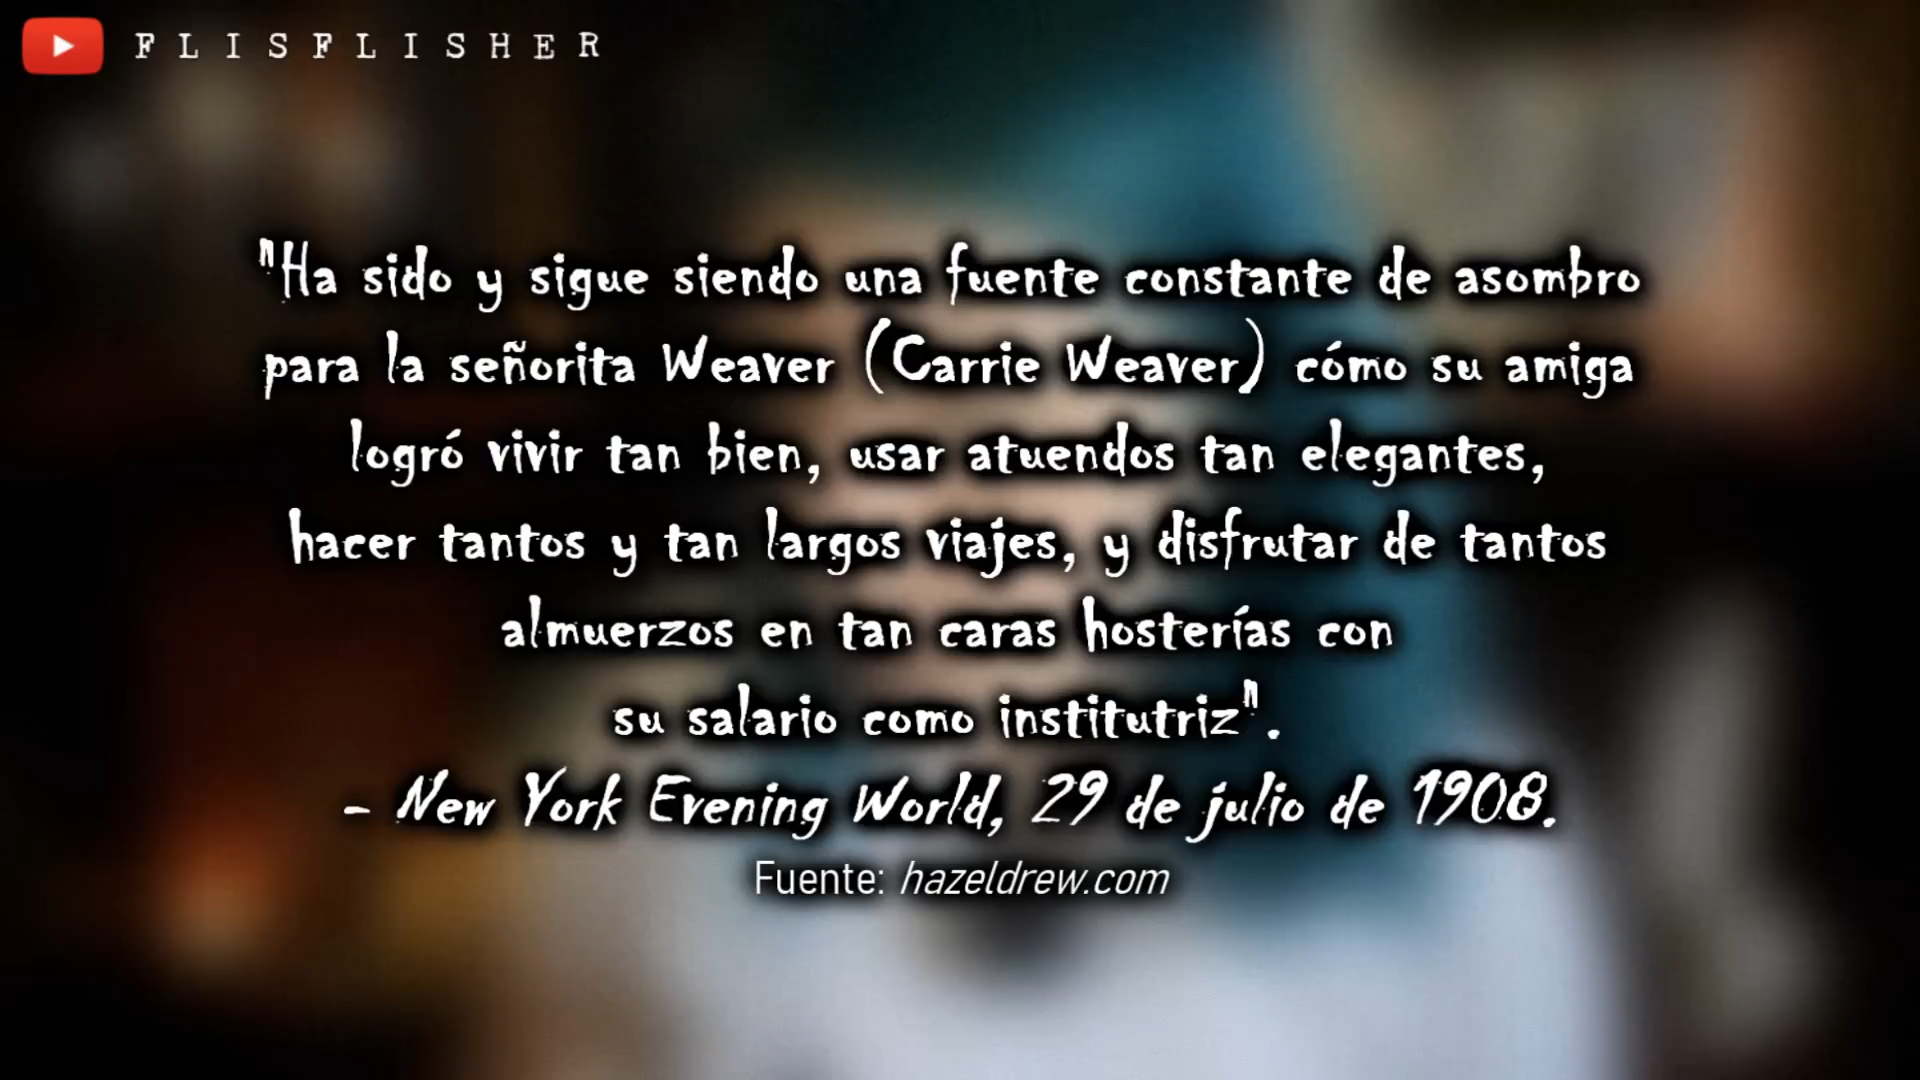 FLISFLISHER
"Ha sido y sigue siendo una fuente constante de asombro
para la señorita Weaver (Carrie Weaver) cómo su amiga
logró vivir tan bien, usar atuendos tan elegantes,
hacer tantos y tan largos viajes, y disfrutar de tantos
almuerzos en tan caras hosterías con
su salario como institutriz".
- New York Evening World, 29 de julio de 1908.
Fuente: hazeldrew.com